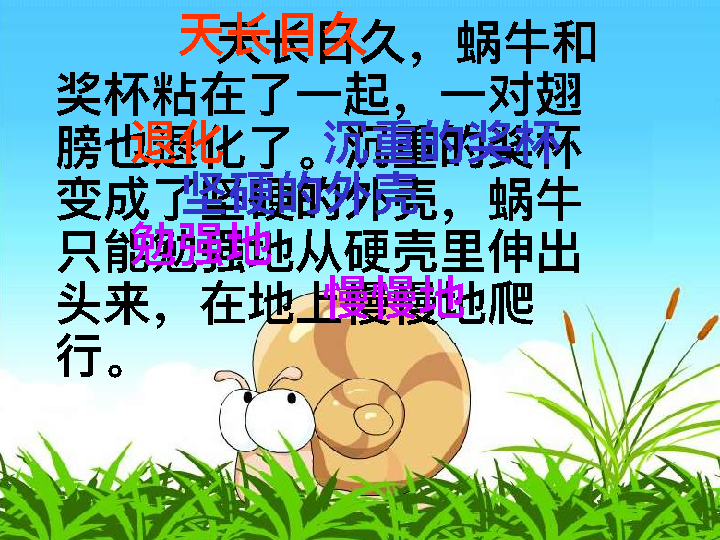 天长日久，蜗牛和
奖杯粘在了一起，一对翅
膀也退化了。沉重的奖杯
变成了坚硬的外壳，蜗牛
只能勉强地从硬壳里伸出
头来，在地上慢慢地爬
行。
天长日久
退化
沉重的奖杯
坚硬的外壳
勉强地
慢慢地